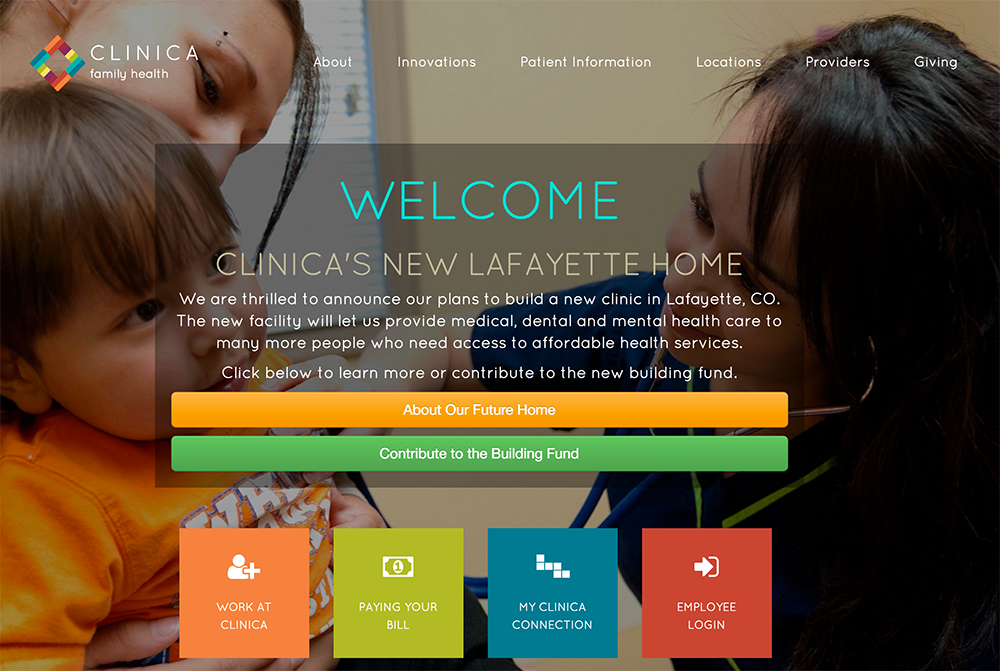 CLINICA
family health
About Innovations Patient Information Locations Providers Giving
WELCOME
CLINICA'S NEW LAFAYETTE HOME
We are thrilled to announce our plans to build a new clinic in Lafayette, CO.
The new facility will let us provide medical, dental and mental health care to
many more people who need access to affordable health services.
Click below to learn more or contribute to the new building fund.
About Our Future Home
Contribute to the Building Fund
WORK AT
CLINICA
1
PAYING YOUR
BILL
MY CLINICA
CONNECTION
EMPLOYEE
LOGIN